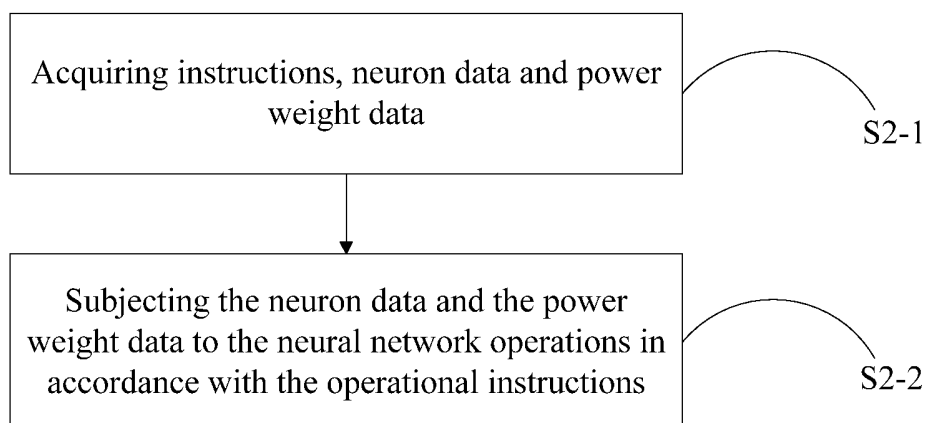 Acquiring instructions, neuron data and power
weight data
S2-1
Subjecting the neuron data and the power
weight data to the neural network operations in
accordance with the operational instructions
S2-2